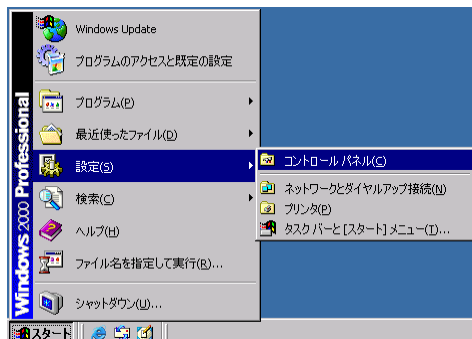 Windows Update
プログラムのアクセスと既定の設定
プログラム(P)
最近使ったファイル(D)
設定(S)
検索(C)
ヘルプ(H)
ファイル名を指定して実行(R)...
シャットダウン(U)...
Windows 2000 Professional
コントロール パネル(C)
ネットワークとダイヤルアップ接続(N)
プリンタ(P)
タスク バーと [スタート] メニュー(T)...
スタート